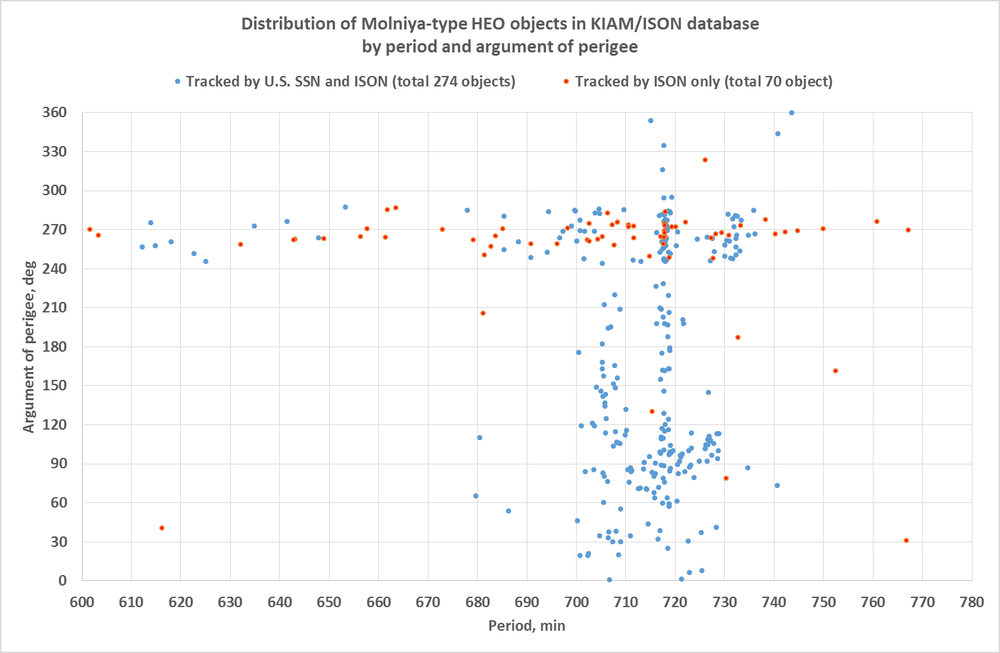 Distribution of Molniya-type HEO objects in KIAM/ISON database
by period and argument of perigee
Tracked by U.S. SSN and ISON (total 274 objects)
Tracked by ISON only (total 70 object)
360
330
300
270
240
210
180
150
120
90
60
30
0
Argument of perigee, deg
600 610 620 630 640 650 660 670 680 690 700 710 720 730 740 750 760 770 780
Period, min